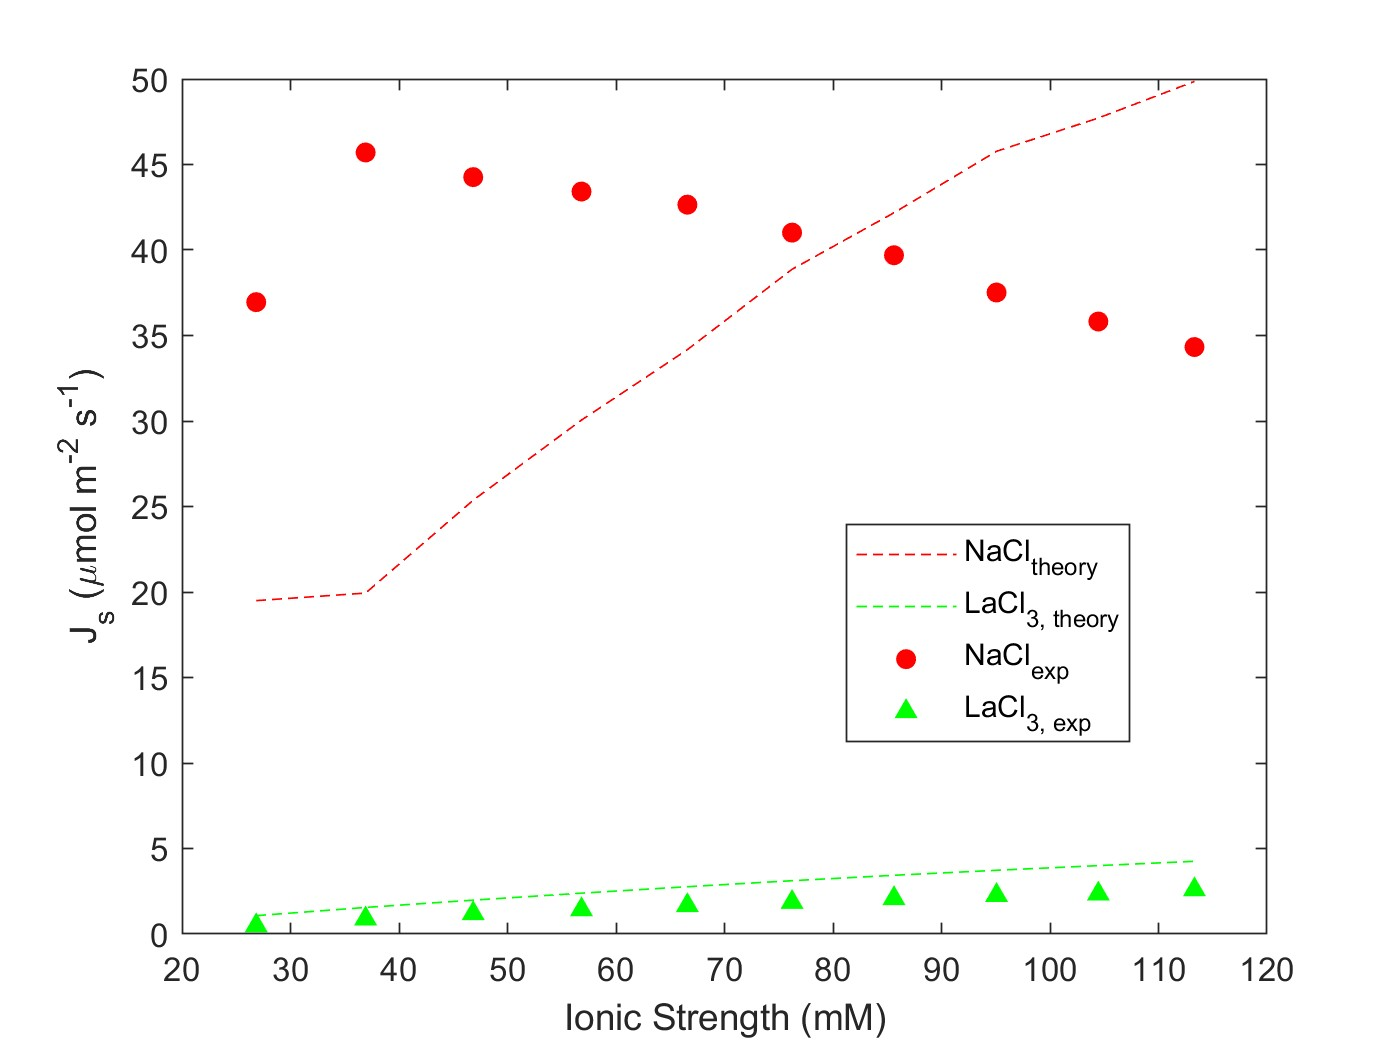 50
45
40
35
30
25
20
15
10
5
0
J_s (μmol m^-2 s^-1)
NaCl_theory
LaCl_3, theory
NaCl_exp
LaCl_3, exp
20 30 40 50 60 70 80 90 100 110 120
Ionic Strength (mM)